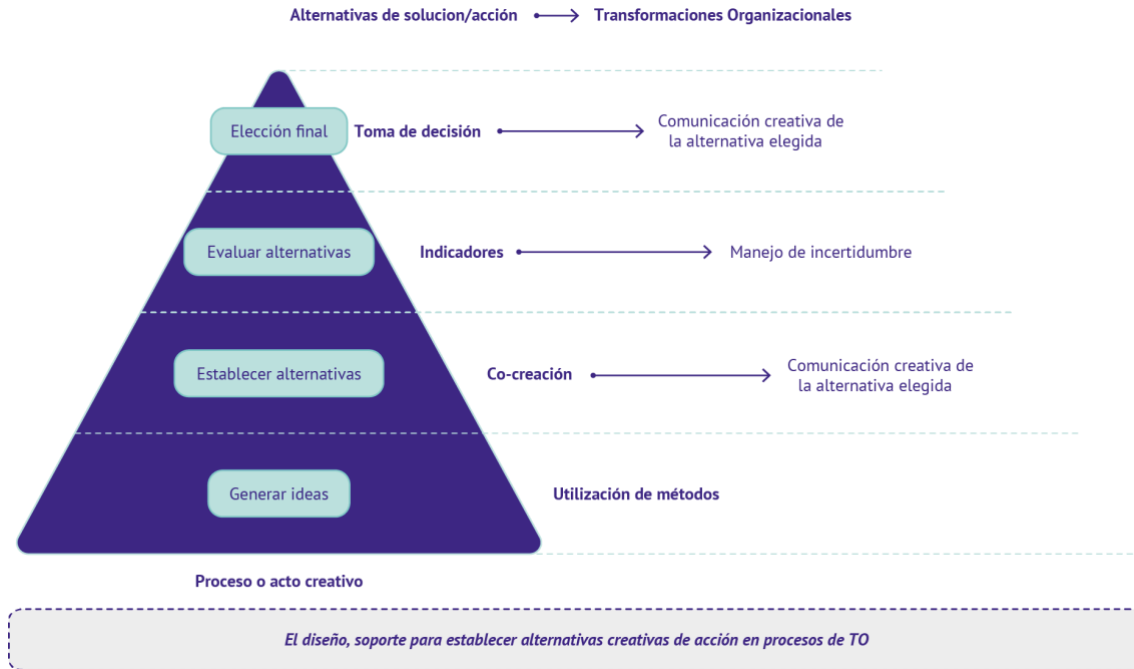 Alternativas de solucion/acción Transformaciones Organizacionales
Elección final
Toma de decisión
Comunicación creativa de
la alternativa elegida
Evaluar alternativas
Indicadores
Manejo de incertidumbre
Establecer alternativas
Co-creación
Comunicación creativa de
la alternativa elegida
Generar ideas
Utilización de métodos
Proceso o acto creativo
El diseño, soporte para establecer alternativas creativas de acción en procesos de TO